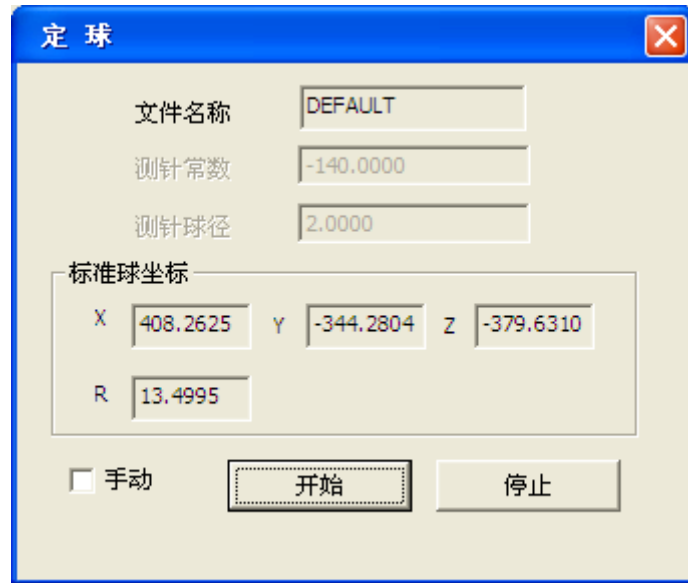 定 球
文件名称 DEFAULT
测针常数 -140.0000
测针球径 2.0000
标准球坐标
X 408.2625 Y -344.2804 Z -379.6310
R 13.4995
手动 开始 停止